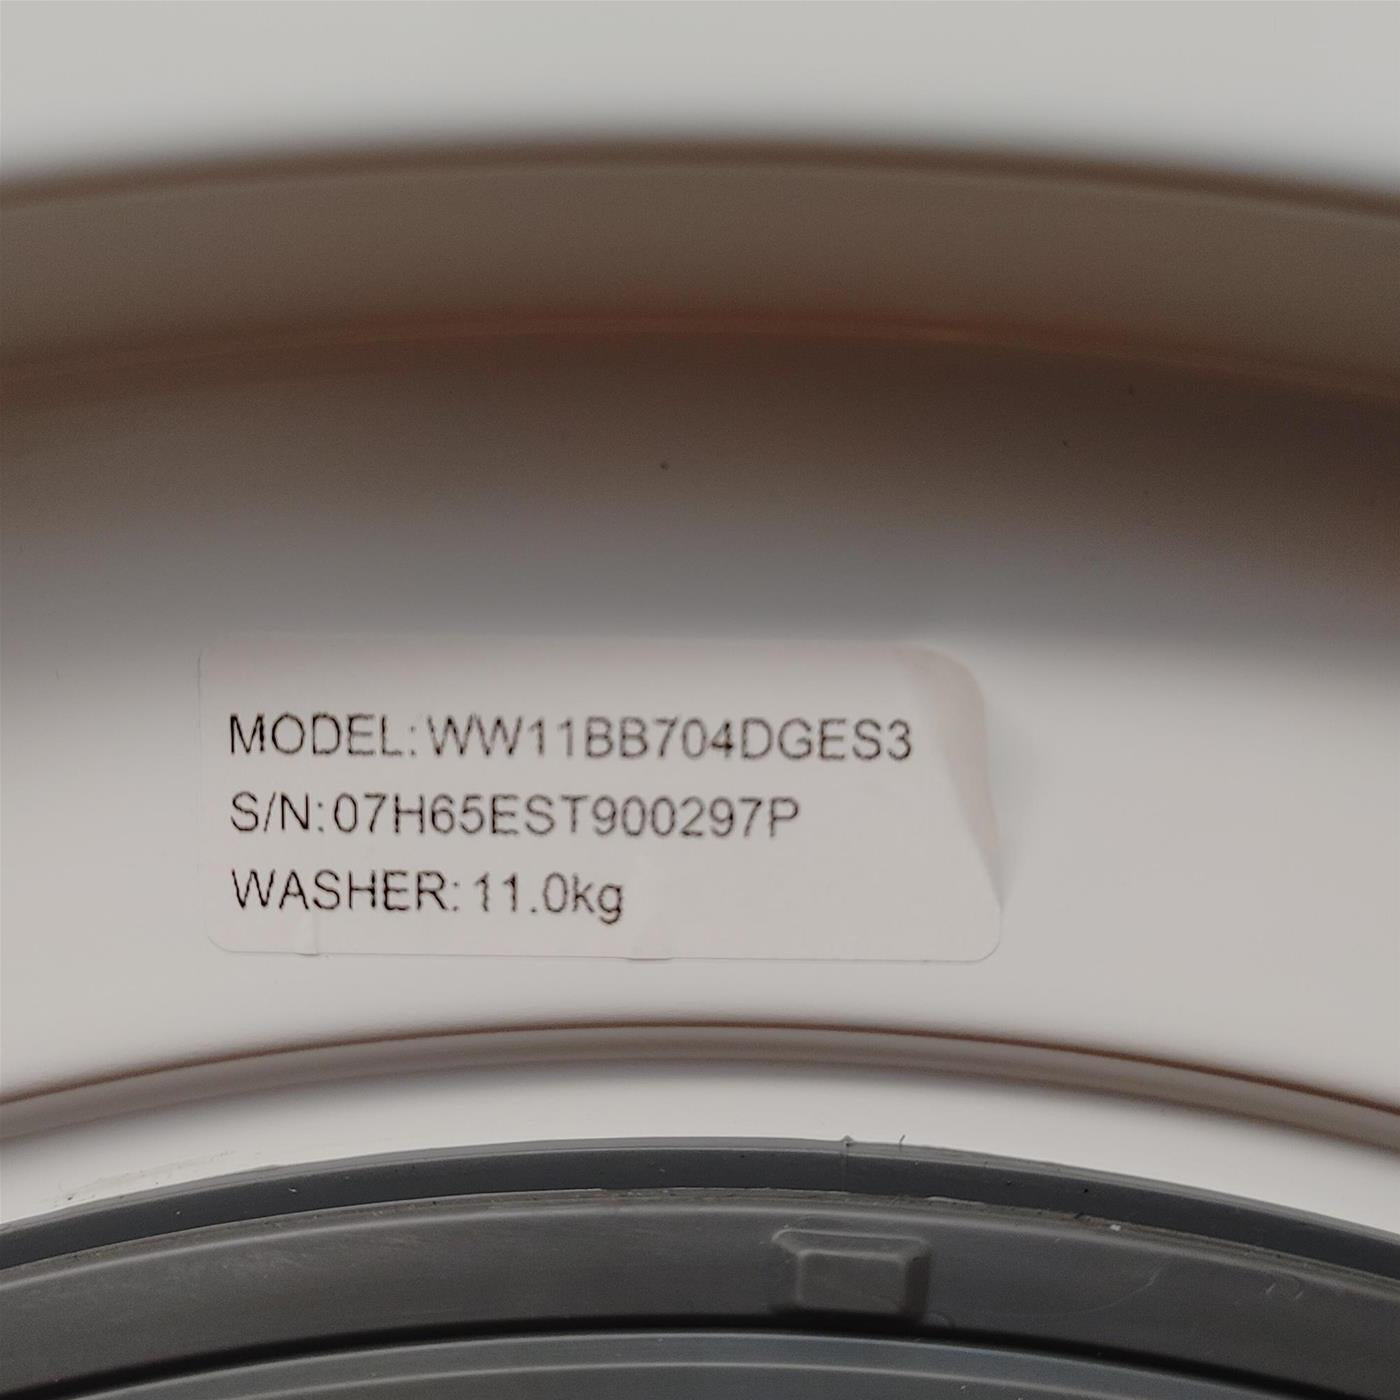 MODEL: WW11BB704DGES3
S/N: 07H65EST900297P
WASHER: 11.0kg